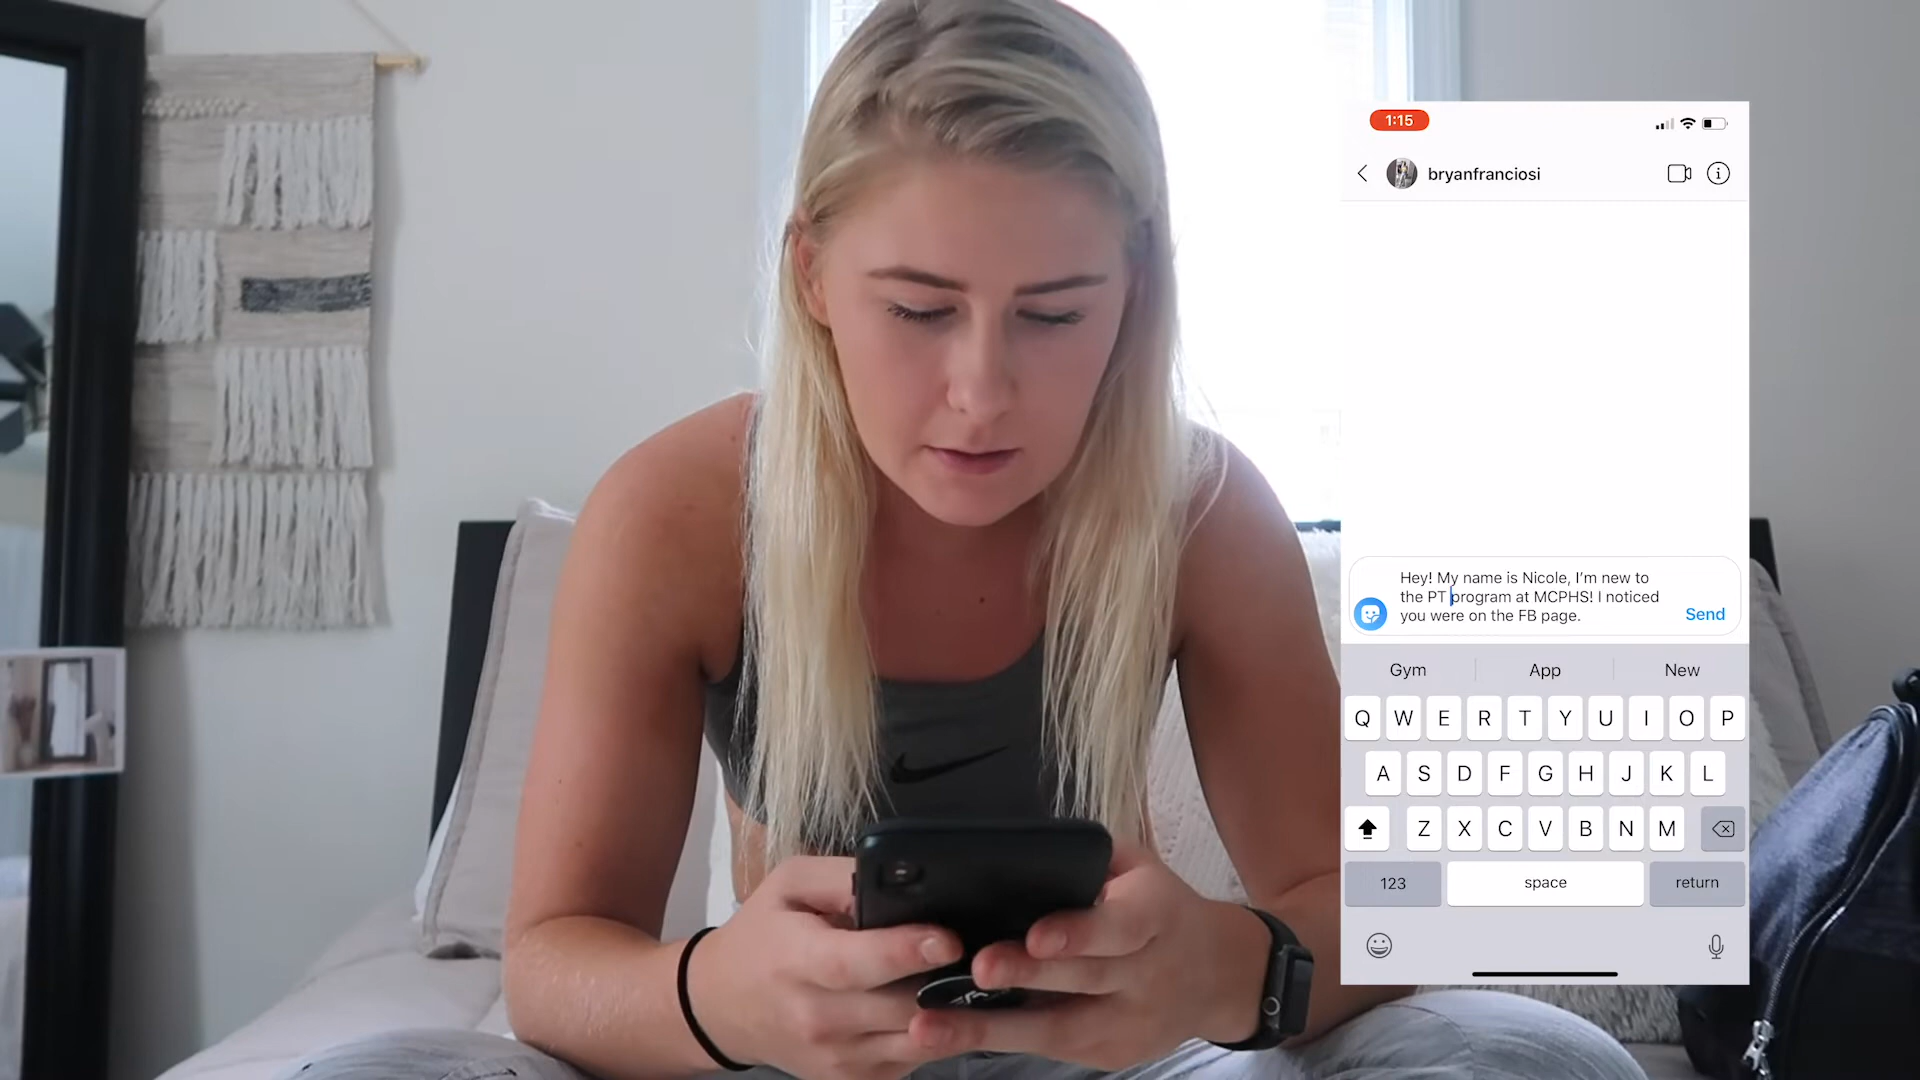 1:15
bryanfranciosi
Hey! My name is Nicole, I'm new to
the PT program at MCPHS! I noticed
you were on the FB page.
Send
Gym App New
Q W E R T Y U I O P
A S D F G H J K L
Z X C V B N M
123 space return